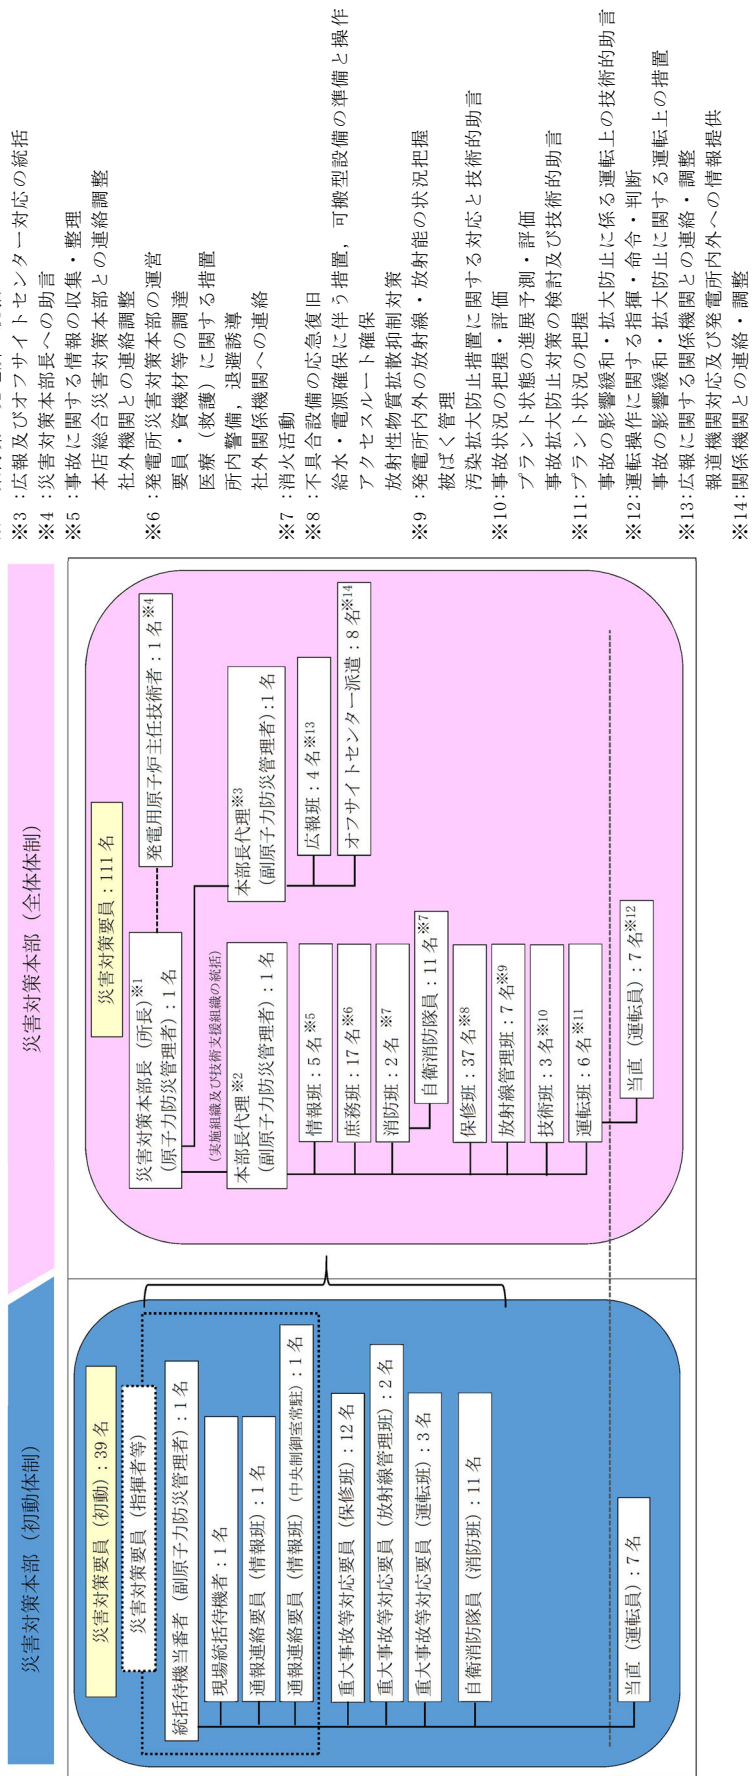 災害対策本部（初動体制）
災害対策要員（初動）：39 名
災害対策要員（指揮者等）
統括待機当番者（副原子力防災管理者）：1 名
現場統括待機者：1 名
通報連絡要員（情報班）：1 名
通報連絡要員（情報班）（中央制御室常駐）：1 名
重大事故等対応要員（保修班）：12 名
重大事故等対応要員（放射線管理班）：2 名
重大事故等対応要員（運転班）：3 名
自衛消防隊員（消防班）：11 名
当直（運転員）：7 名
災害対策本部（全体体制）
災害対策要員：111 名
災害対策本部長（所長）※1
（原子力防災管理者）：1 名
発電用原子炉主任技術者：1 名※4
（実施組織及び技術支援組織の統括）
本部長代理※2
（副原子力防災管理者）：1 名
本部長代理※3
（副原子力防災管理者）：1 名
情報班：5 名※5
庶務班：17 名※6
消防班：2 名※7
自衛消防隊員：11 名※7
保修班：37 名※8
放射線管理班：7 名※9
技術班：3 名※10
運転班：6 名※11
当直（運転員）：7 名※12
広報班：4 名※13
オフサイトセンター派遣：8 名※14
※3：広報及びオフサイトセンター対応の統括
※4：災害対策本部長への助言
※5：事故に関する情報の収集・整理
本店総合災害対策本部との連絡調整
社外機関との連絡調整
※6：発電所災害対策本部の運営
要員・資機材等の調達
医療（救護）に関する措置
所内警備，退避誘導
社外関係機関への連絡
※7：消火活動
※8：不具合設備の応急復旧
給水・電源確保に伴う措置，可搬型設備の準備と操作
アクセスルート確保
放射性物質拡散抑制対策
※9：発電所内外の放射線・放射能の状況把握
被ばく管理
汚染拡大防止措置に関する対応と技術的助言
※10：事故状況の把握・評価
プラント状態の進展予測・評価
事故拡大防止対策の検討及び技術的助言
※11：プラント状況の把握
事故の影響緩和・拡大防止に係る運転上の技術的助言
※12：運転操作に関する指揮・命令・判断
事故の影響緩和・拡大防止に関する運転上の措置
※13：広報に関する関係機関との連絡・調整
報道機関対応及び発電所内外への情報提供
※14：関係機関との連絡・調整